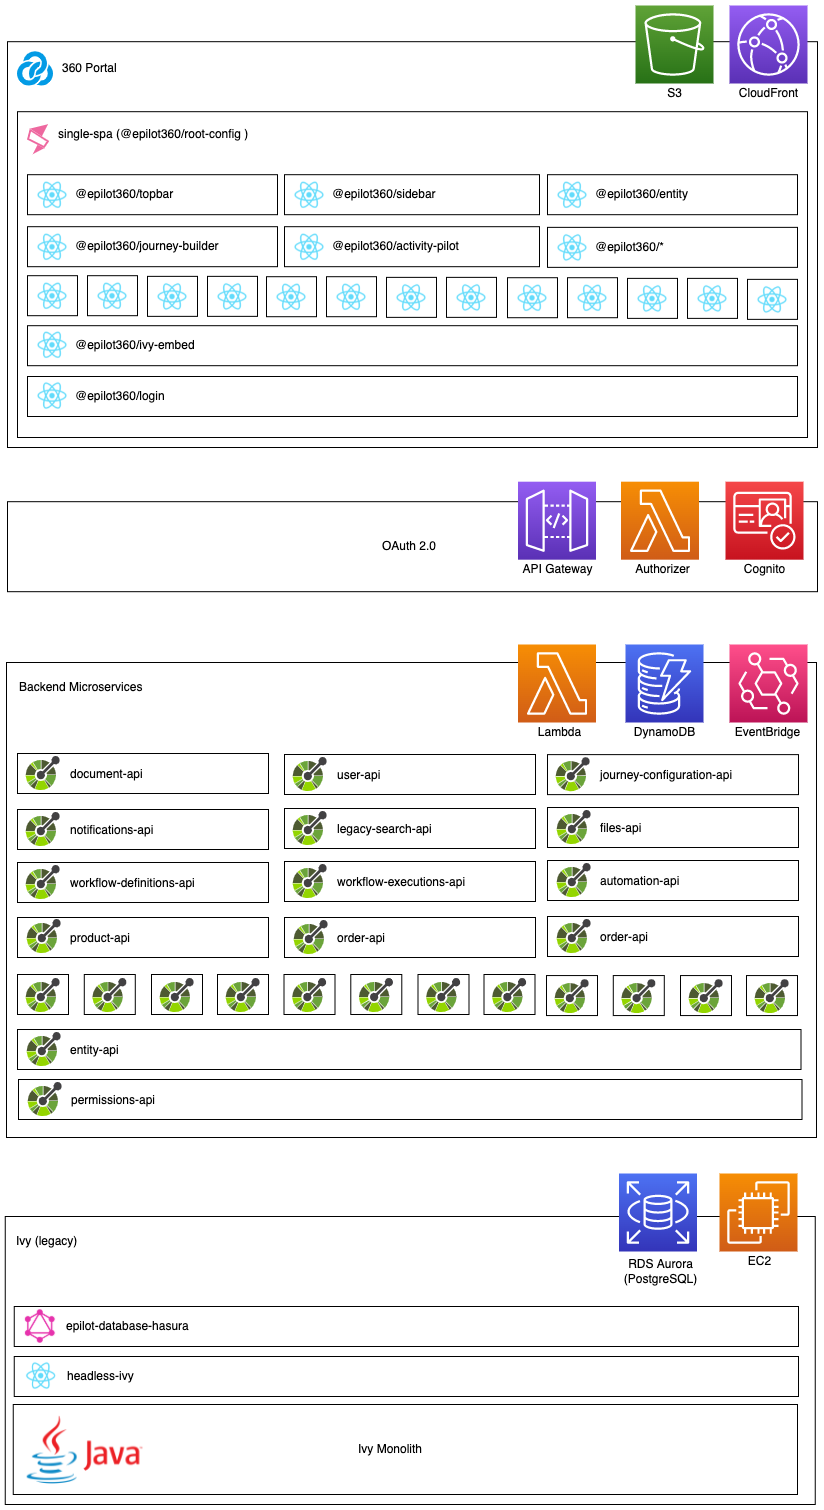 S3
CloudFront
360 Portal
single-spa (@epilot360/root-config )
@epilot360/topbar
@epilot360/sidebar
@epilot360/entity
@epilot360/journey-builder
@epilot360/activity-pilot
@epilot360/*
@epilot360/ivy-embed
@epilot360/login
OAuth 2.0
API Gateway
Authorizer
Cognito
Backend Microservices
Lambda
DynamoDB
EventBridge
document-api
user-api
journey-configuration-api
notifications-api
legacy-search-api
files-api
workflow-definitions-api
workflow-executions-api
automation-api
product-api
order-api
order-api
entity-api
permissions-api
Ivy (legacy)
RDS Aurora
(PostgreSQL)
EC2
epilot-database-hasura
headless-ivy
Java
Ivy Monolith